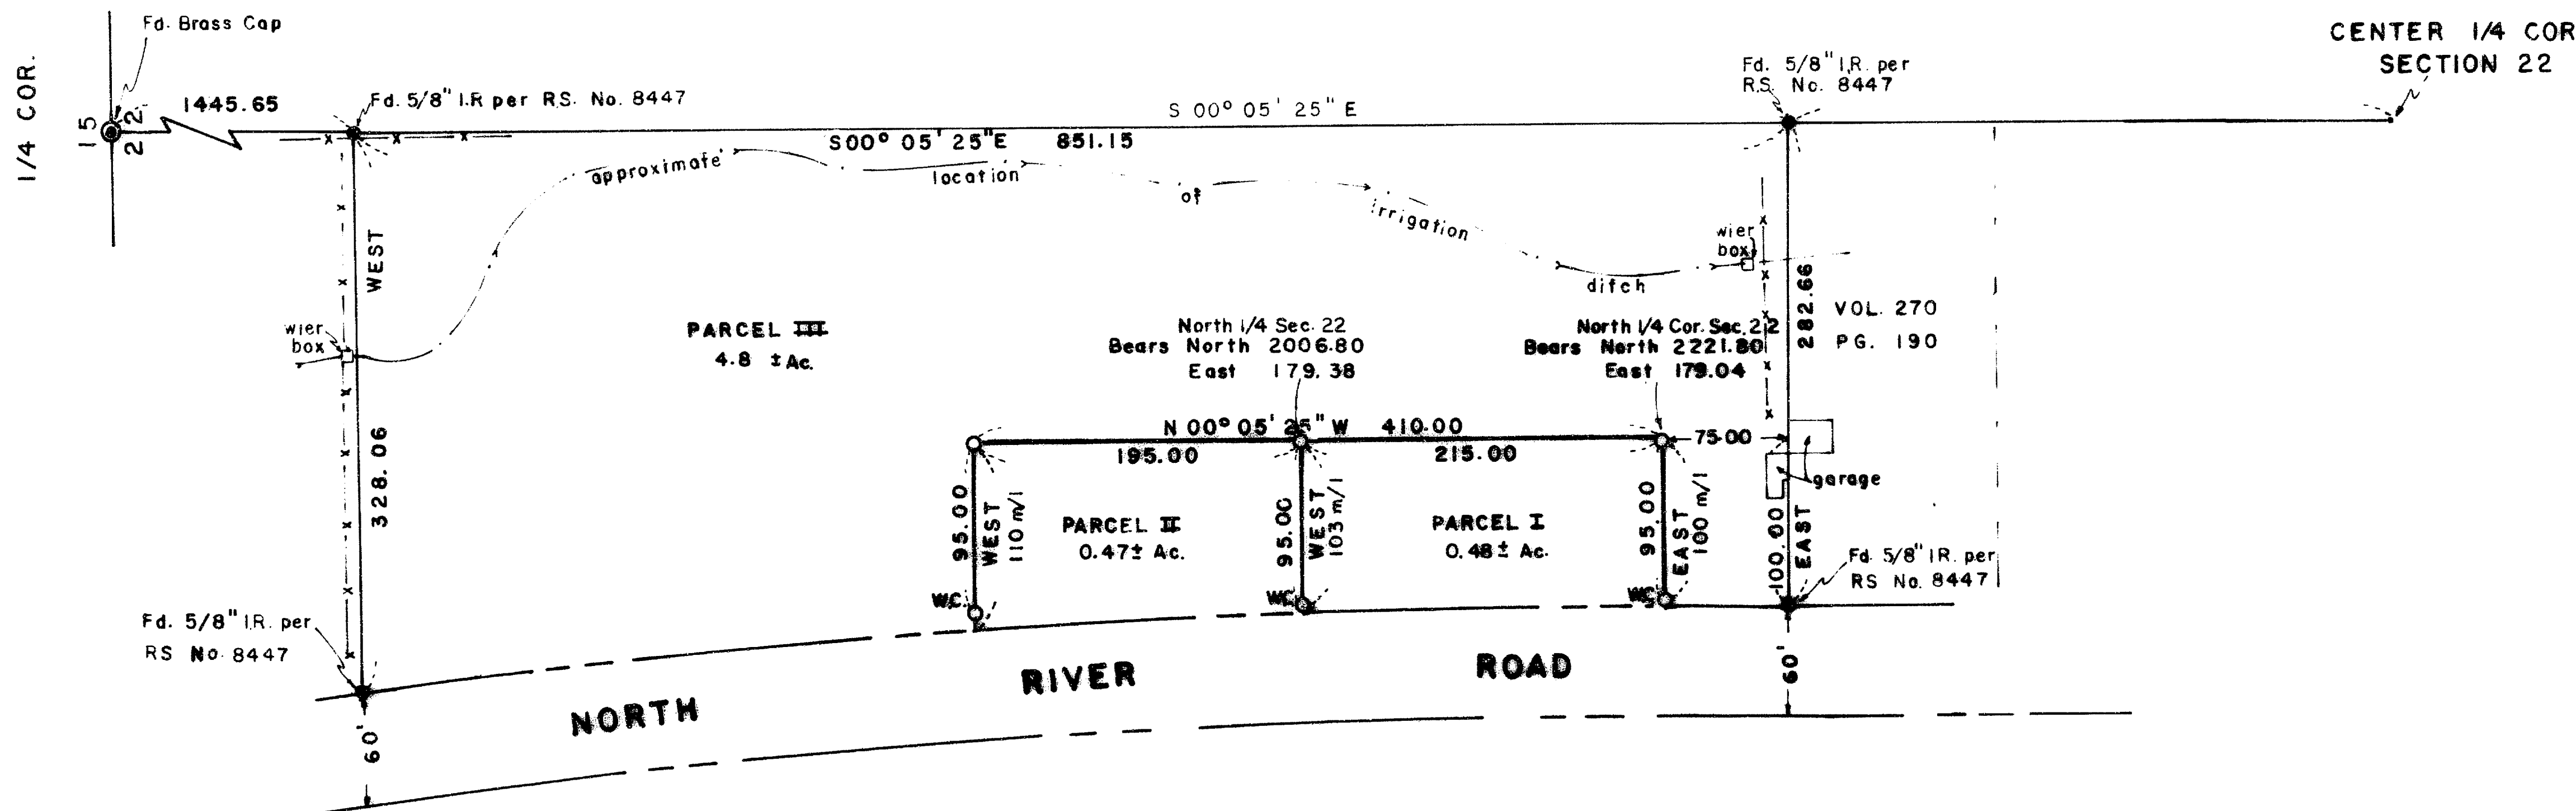 1/4 COR.
Fd. Brass Cap
15
22
1445.65
Fd. 5/8" I.R per RS. No. 8447
S 00° 05' 25" E
S00° 05' 25"E 851.15
Fd. 5/8" I.R. per
R.S. No. 8447
CENTER 1/4 COR
SECTION 22
approximate
location
of
irrigation
ditch
wier
box
wier
box
WEST
328.06
PARCEL III
4.8 ± Ac.
North 1/4 Sec. 22
Bears North 2006.80
East 179.38
North 1/4 Cor. Sec. 22
Bears North 2221.80
East 179.04
282.66
VOL. 270
PG. 190
N 00° 05' 25" W 410.00
195.00
215.00
75.00
garage
95.00
WEST
110 m/l
PARCEL II
0.47± Ac.
95.00
WEST
103 m/l
PARCEL I
0.48± Ac.
95.00
EAST
100 m/l
100.00
EAST
Fd. 5/8" I.R. per
RS No. 8447
W.C.
WC
WC
Fd. 5/8" I.R. per
RS No. 8447
NORTH RIVER ROAD
60'
60'